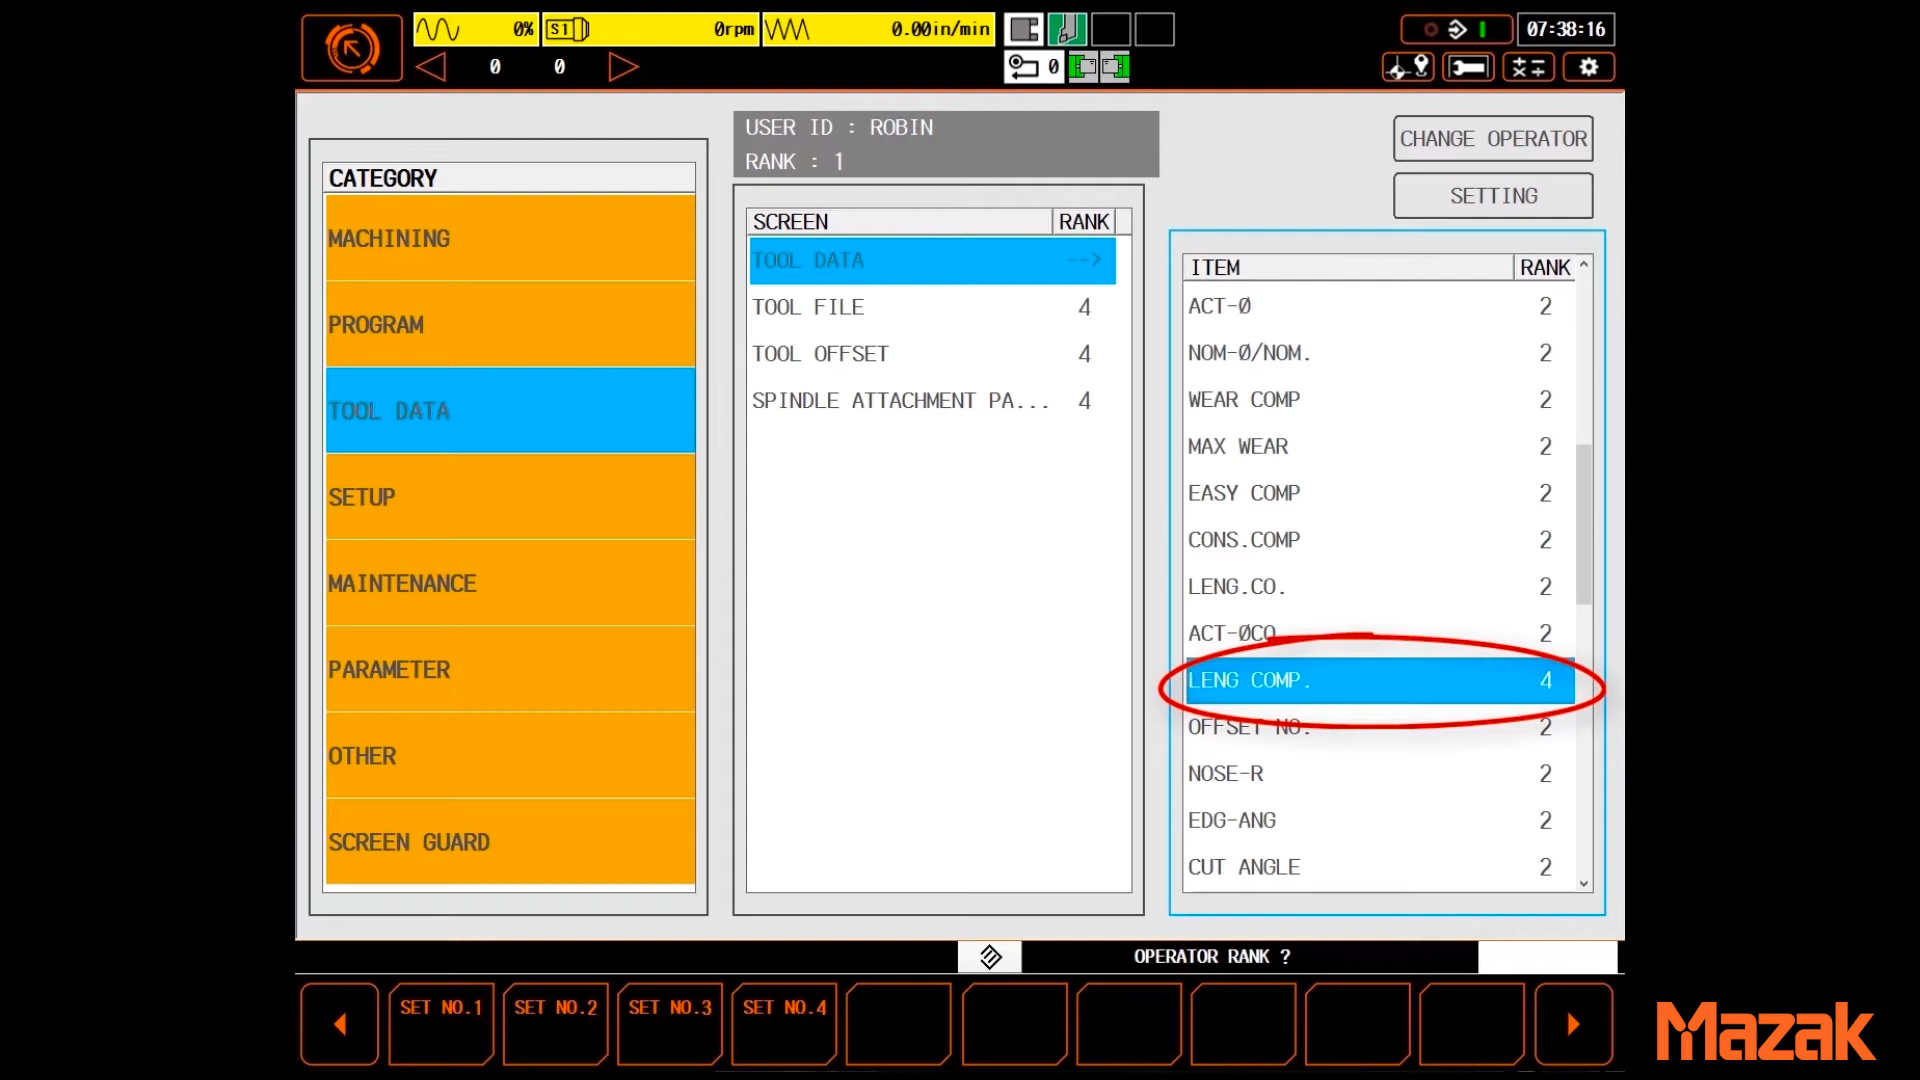 0%
S1
0rpm
0.00in/min
07:38:16
0
0
0
USER ID : ROBIN
RANK : 1
CHANGE OPERATOR
SETTING
CATEGORY
MACHINING
PROGRAM
TOOL DATA
SETUP
MAINTENANCE
PARAMETER
OTHER
SCREEN GUARD
SCREEN RANK
TOOL DATA -->
TOOL FILE 4
TOOL OFFSET 4
SPINDLE ATTACHMENT PA... 4
ITEM RANK
ACT-Ø 2
NOM-Ø/NOM. 2
WEAR COMP 2
MAX WEAR 2
EASY COMP 2
CONS.COMP 2
LENG.CO. 2
ACT-ØCO 2
LENG COMP. 4
OFFSET NO. 2
NOSE-R 2
EDG-ANG 2
CUT ANGLE 2
OPERATOR RANK ?
SET NO.1
SET NO.2
SET NO.3
SET NO.4
Mazak